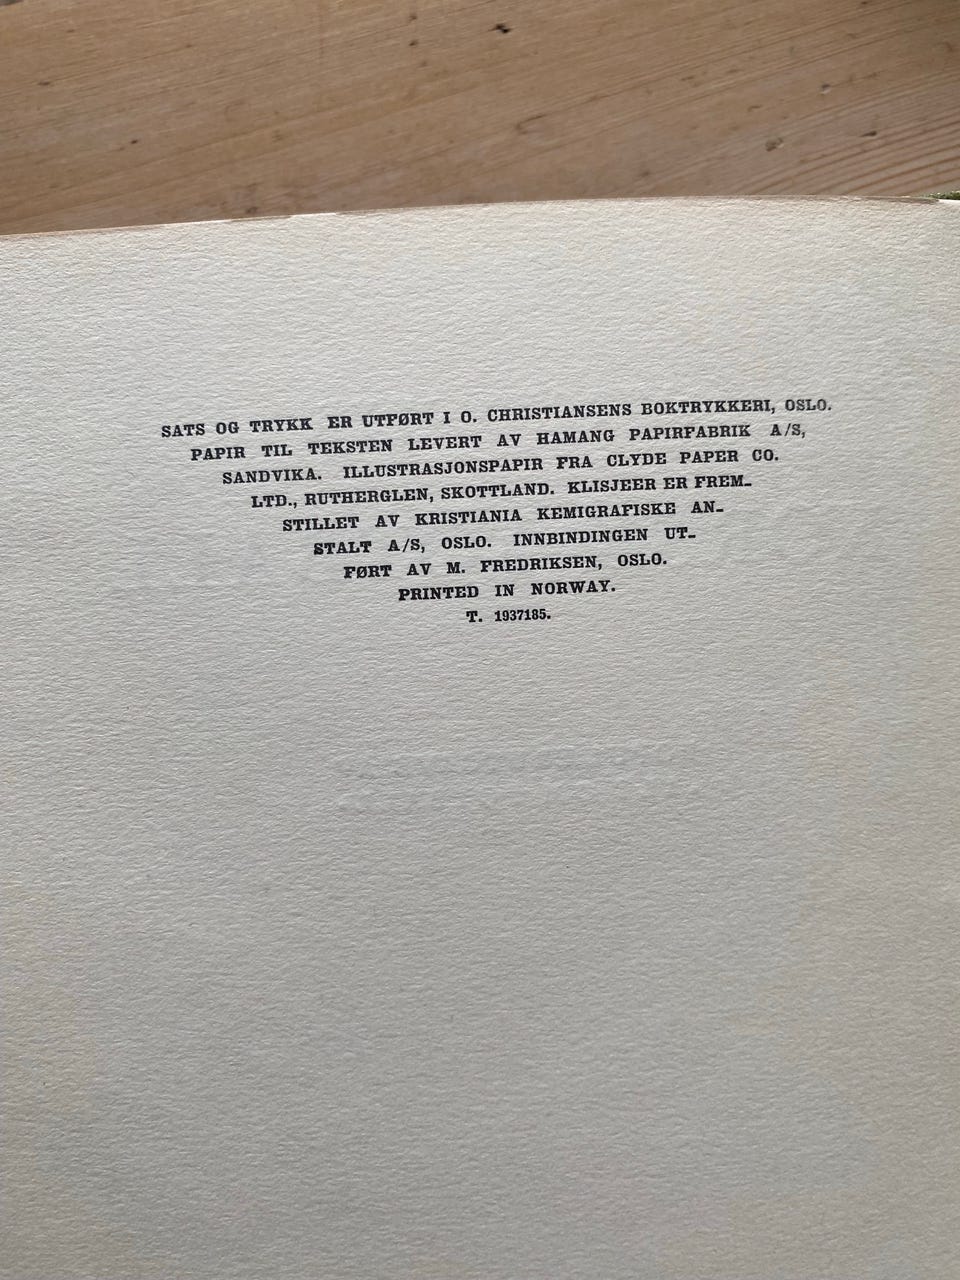 SATS OG TRYKK ER UTFØRT I O. CHRISTIANSENS BOKTRYKKERI, OSLO.
PAPIR TIL TEKSTEN LEVERT AV HAMANG PAPIRFABRIK A/S,
SANDVIKA. ILLUSTRASJONSPAPIR FRA CLYDE PAPER CO.
LTD., RUTHERGLEN, SKOTTLAND. KLISJEER ER FREM-
STILLET AV KRISTIANIA KEMIGRAFISKE AN-
STALT A/S, OSLO. INNBINDINGEN UT-
FØRT AV M. FREDRIKSEN, OSLO.
PRINTED IN NORWAY.
T. 1937185.